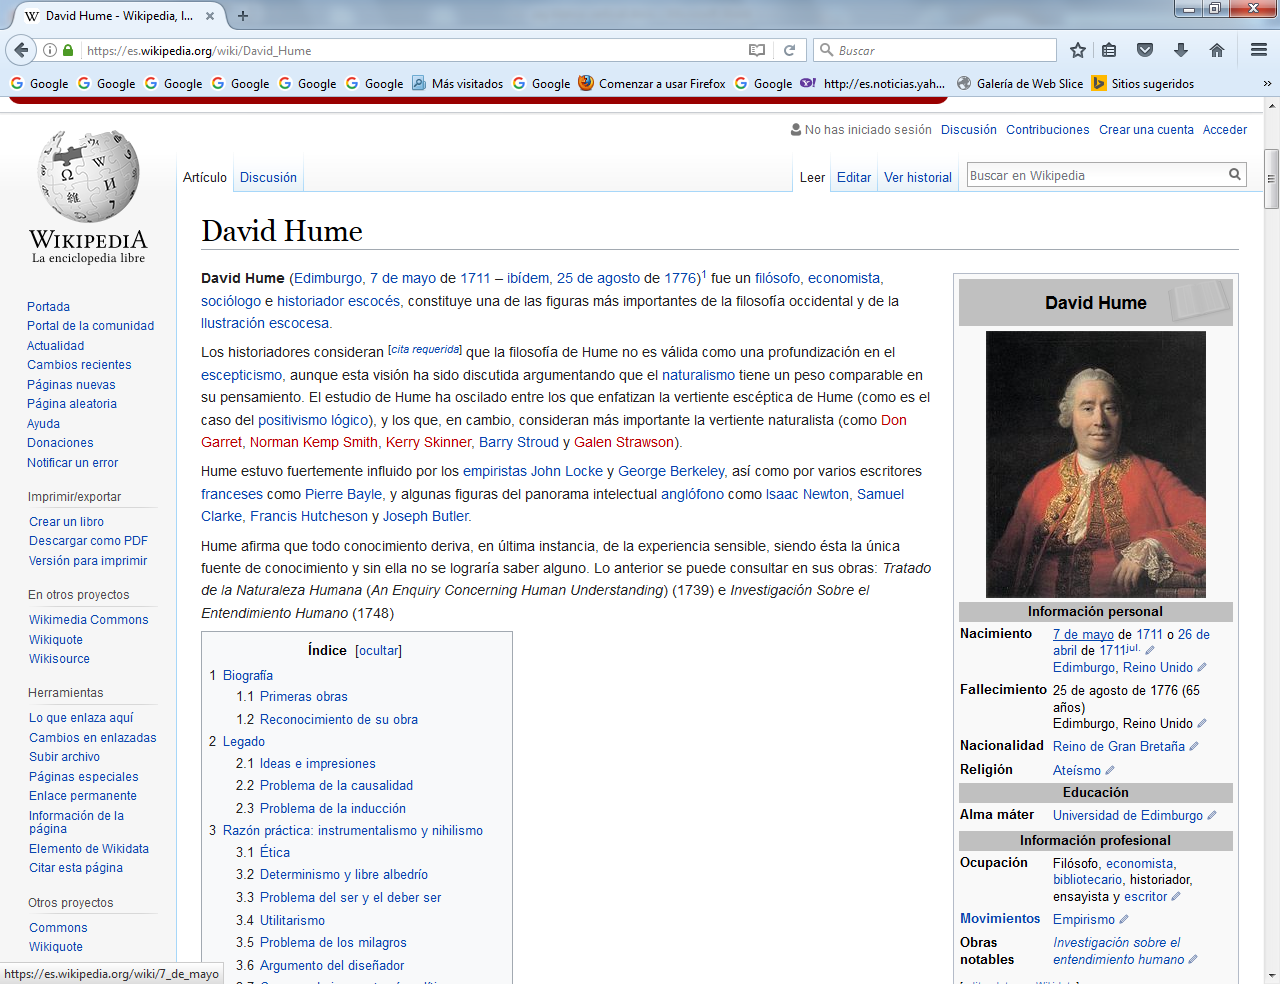 David Hume - Wikipedia, l...
https://es.wikipedia.org/wiki/David_Hume
Buscar
Google Google Google Google Google Google Más visitados Google Comenzar a usar Firefox Google http://es.noticias.yah... Galería de Web Slice Sitios sugeridos
No has iniciado sesión Discusión Contribuciones Crear una cuenta Acceder
Artículo Discusión Leer Editar Ver historial Buscar en Wikipedia
WIKIPEDIA
La enciclopedia libre
Portada
Portal de la comunidad
Actualidad
Cambios recientes
Páginas nuevas
Página aleatoria
Ayuda
Donaciones
Notificar un error
Imprimir/exportar
Crear un libro
Descargar como PDF
Versión para imprimir
En otros proyectos
Wikimedia Commons
Wikiquote
Wikisource
Herramientas
Lo que enlaza aquí
Cambios en enlazadas
Subir archivo
Páginas especiales
Enlace permanente
Información de la
página
Elemento de Wikidata
Citar esta página
Otros proyectos
Commons
Wikiquote
https://es.wikipedia.org/wiki/7_de_mayo
David Hume
David Hume (Edimburgo, 7 de mayo de 1711 – ibídem, 25 de agosto de 1776)1 fue un filósofo, economista,
sociólogo e historiador escocés, constituye una de las figuras más importantes de la filosofía occidental y de la
Ilustración escocesa.
Los historiadores consideran [cita requerida] que la filosofía de Hume no es válida como una profundización en el
escepticismo, aunque esta visión ha sido discutida argumentando que el naturalismo tiene un peso comparable en
su pensamiento. El estudio de Hume ha oscilado entre los que enfatizan la vertiente escéptica de Hume (como es el
caso del positivismo lógico), y los que, en cambio, consideran más importante la vertiente naturalista (como Don
Garret, Norman Kemp Smith, Kerry Skinner, Barry Stroud y Galen Strawson).
Hume estuvo fuertemente influido por los empiristas John Locke y George Berkeley, así como por varios escritores
franceses como Pierre Bayle, y algunas figuras del panorama intelectual anglófono como Isaac Newton, Samuel
Clarke, Francis Hutcheson y Joseph Butler.
Hume afirma que todo conocimiento deriva, en última instancia, de la experiencia sensible, siendo ésta la única
fuente de conocimiento y sin ella no se lograría saber alguno. Lo anterior se puede consultar en sus obras: Tratado
de la Naturaleza Humana (An Enquiry Concerning Human Understanding) (1739) e Investigación Sobre el
Entendimiento Humano (1748)
Índice [ocultar]
1 Biografía
1.1 Primeras obras
1.2 Reconocimiento de su obra
2 Legado
2.1 Ideas e impresiones
2.2 Problema de la causalidad
2.3 Problema de la inducción
3 Razón práctica: instrumentalismo y nihilismo
3.1 Ética
3.2 Determinismo y libre albedrío
3.3 Problema del ser y el deber ser
3.4 Utilitarismo
3.5 Problema de los milagros
3.6 Argumento del diseñador
David Hume
Información personal
Nacimiento 7 de mayo de 1711 o 26 de
abril de 1711jul.
Edimburgo, Reino Unido
Fallecimiento 25 de agosto de 1776 (65
años)
Edimburgo, Reino Unido
Nacionalidad Reino de Gran Bretaña
Religión Ateísmo
Educación
Alma máter Universidad de Edimburgo
Información profesional
Ocupación Filósofo, economista,
bibliotecario, historiador,
ensayista y escritor
Movimientos Empirismo
Obras notables Investigación sobre el
entendimiento humano